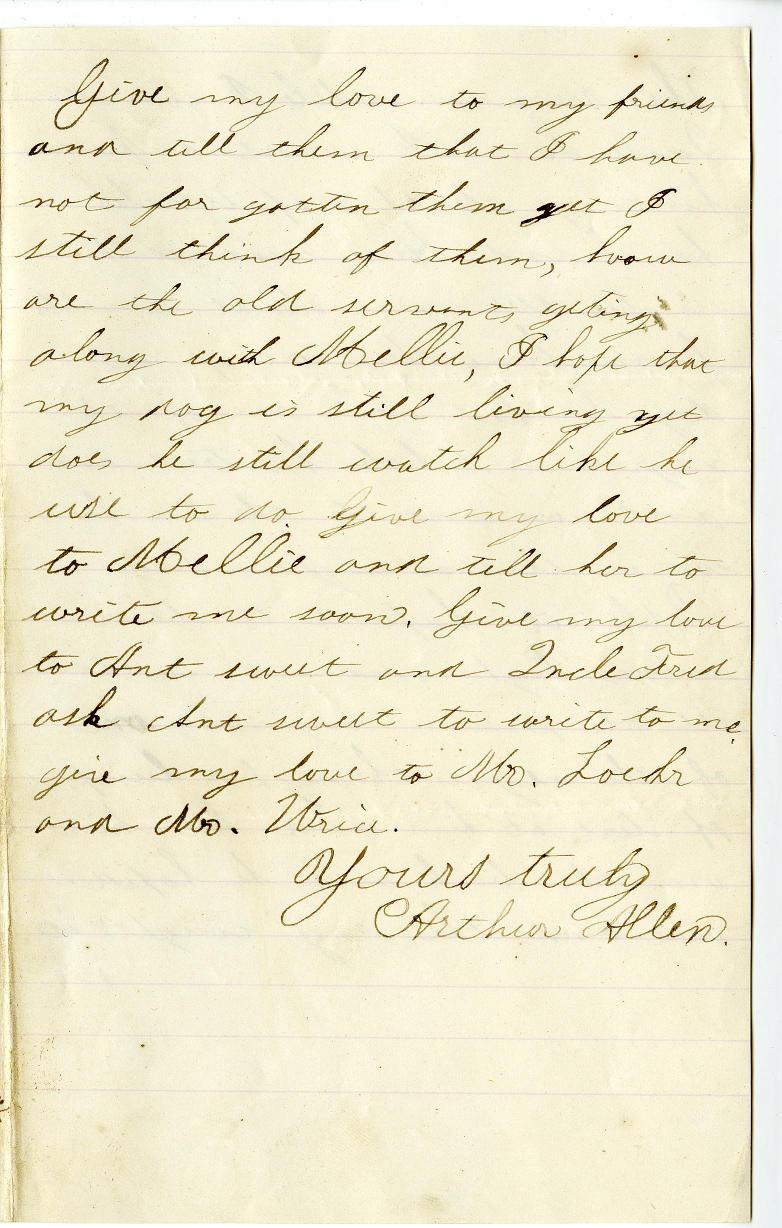 Give my love to my friends
and till them that I have
not for gotten them yet I
still think of them, how
are the old servants geting
along with Mellie, I hope that
my dog is still living yet
does he still watch like he
use to do. Give my love
to Mellie and till her to
write me soon. Give my love
to Ant sweet and Uncle Fred
ask Ant sweet to write to me.
give my love to Mr. Loehr
and Mr.
Yours truly
Arthur Allen.